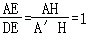 AE/DE = AH/A′H = 1